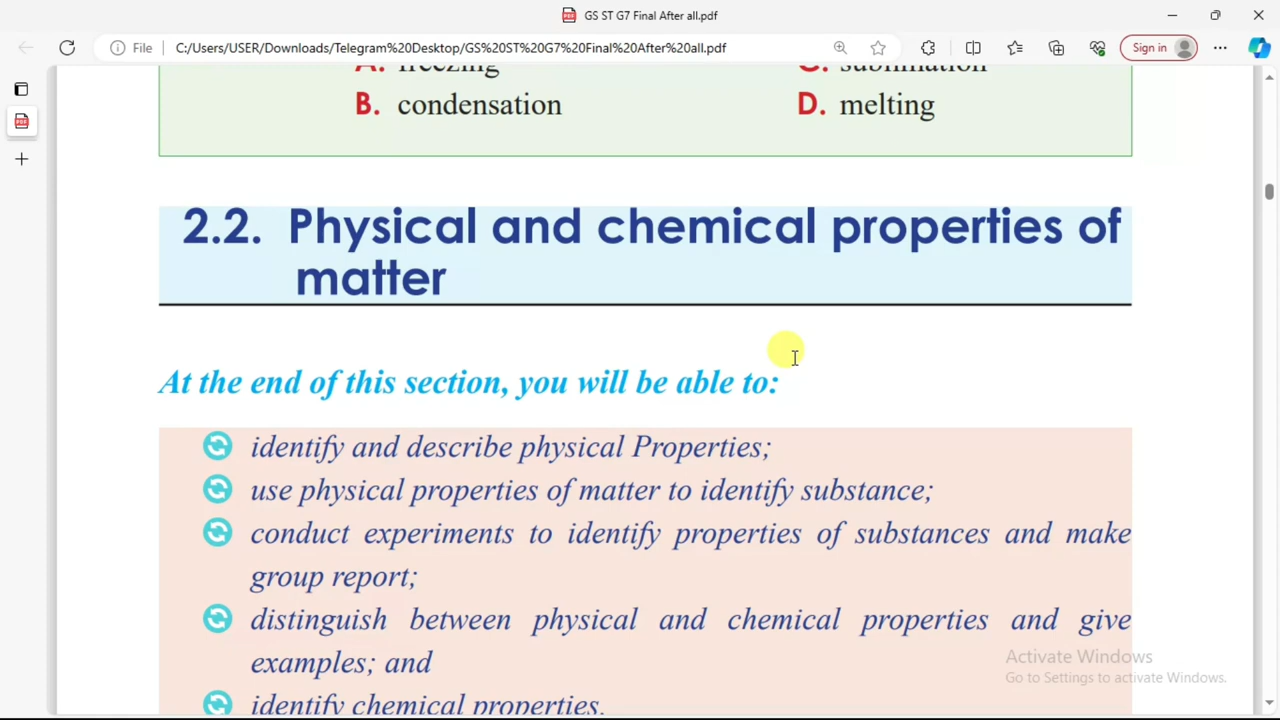 GS ST G7 Final After all.pdf
File C:/Users/USER/Downloads/Telegram%20Desktop/GS%20ST%20G7%20Final%20After%20all.pdf Sign in
A. freezing C. sublimation
B. condensation D. melting
2.2. Physical and chemical properties of
matter
At the end of this section, you will be able to:
identify and describe physical Properties;
use physical properties of matter to identify substance;
conduct experiments to identify properties of substances and make
group report;
distinguish between physical and chemical properties and give
examples; and
identify chemical properties.
Activate Windows
Go to Settings to activate Windows.